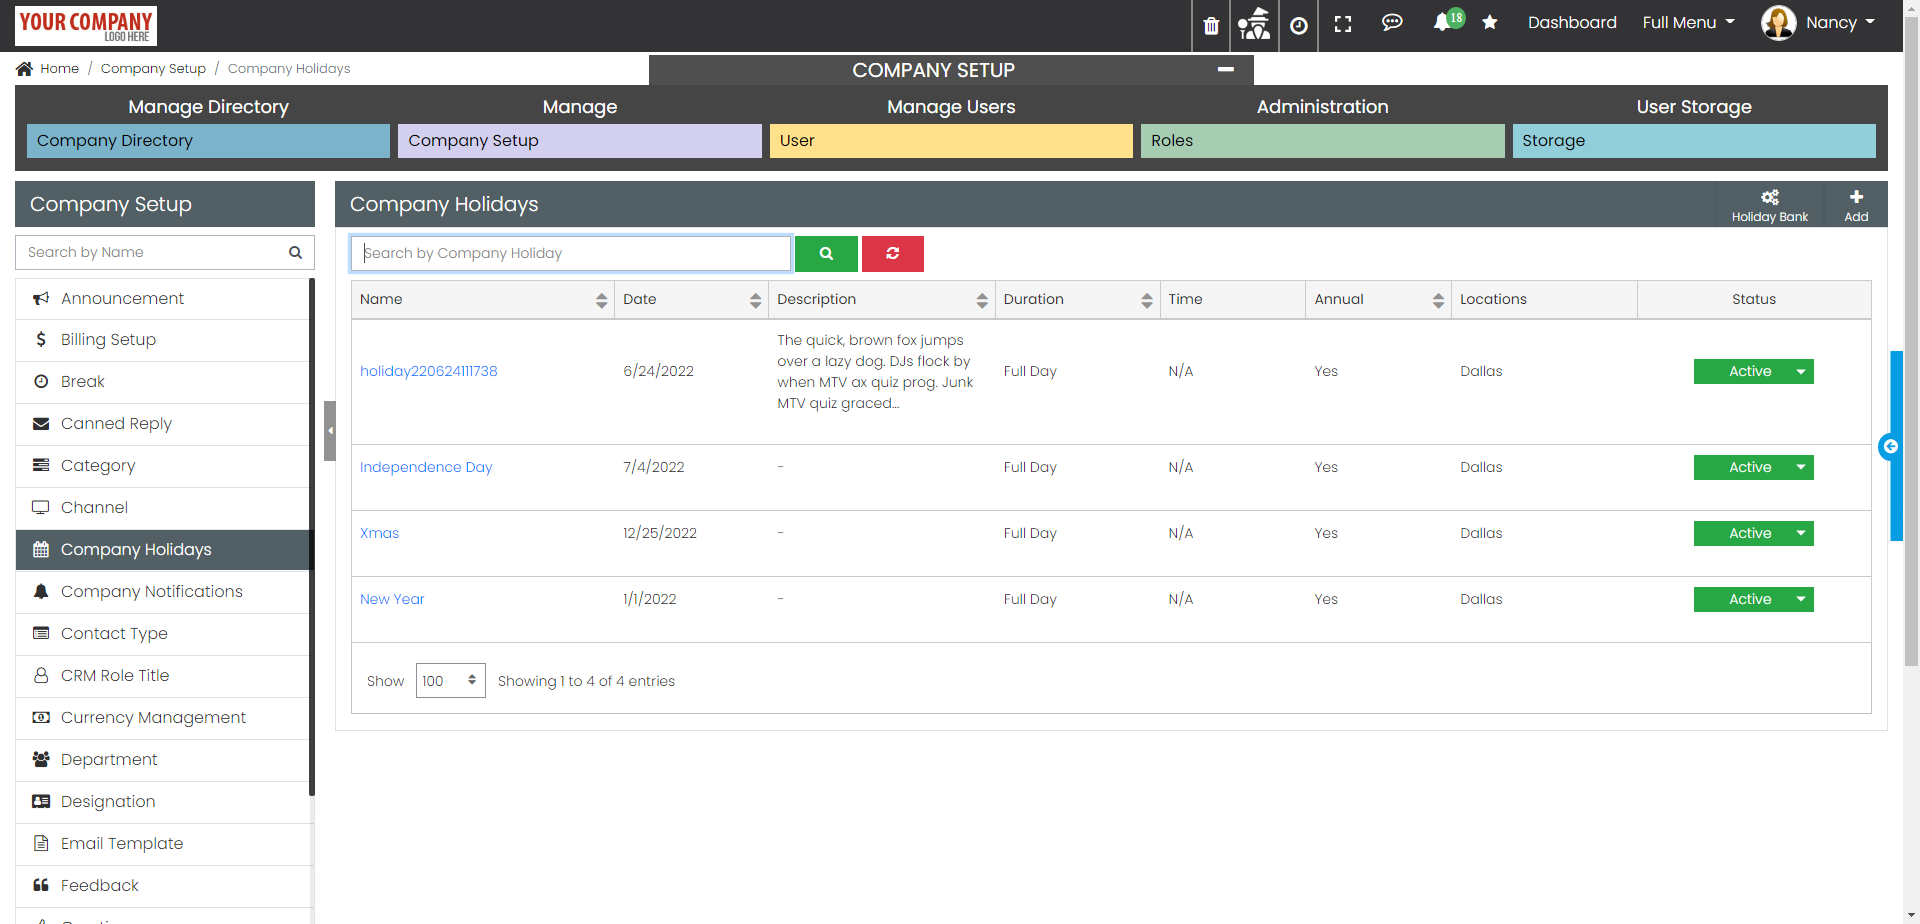 YOUR COMPANY
LOGO HERE
18
Dashboard
Full Menu
Nancy
Home / Company Setup / Company Holidays
COMPANY SETUP
Manage Directory
Manage
Manage Users
Administration
User Storage
Company Directory
Company Setup
User
Roles
Storage
Company Setup
Company Holidays
Holiday Bank
Add
Search by Name
Search by Company Holiday
Announcement
Billing Setup
Break
Canned Reply
Category
Channel
Company Holidays
Company Notifications
Contact Type
CRM Role Title
Currency Management
Department
Designation
Email Template
Feedback
Name Date Description Duration Time Annual Locations Status
holiday220624111738 6/24/2022
The quick, brown fox jumps
over a lazy dog. DJs flock by
when MTV ax quiz prog. Junk
MTV quiz graced...
Full Day N/A Yes Dallas Active
Independence Day 7/4/2022 - Full Day N/A Yes Dallas Active
Xmas 12/25/2022 - Full Day N/A Yes Dallas Active
New Year 1/1/2022 - Full Day N/A Yes Dallas Active
Show 100 Showing 1 to 4 of 4 entries